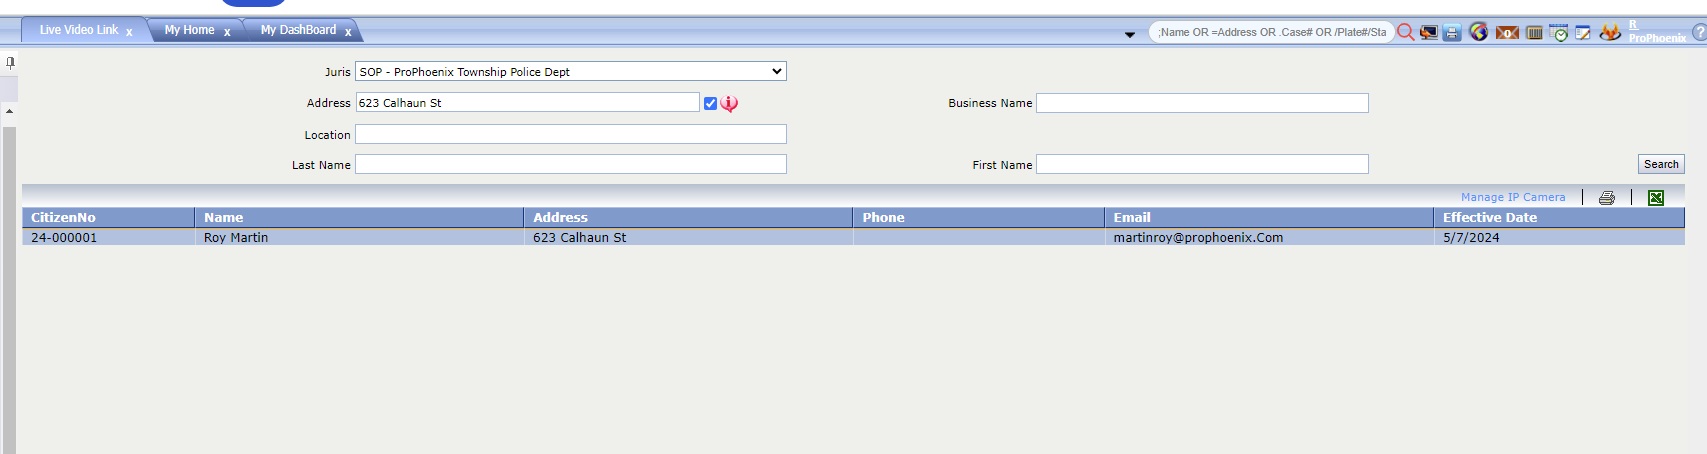 Live Video Link x My Home x My DashBoard x ;Name OR =Address OR .Case# OR /Plate#/Sta R
ProPhoenix ?
Juris SOP - ProPhoenix Township Police Dept
Address 623 Calhaun St Business Name
Location
Last Name First Name Search
Manage IP Camera
CitizenNo Name Address Phone Email Effective Date
24-000001 Roy Martin 623 Calhaun St martinroy@prophoenix.Com 5/7/2024